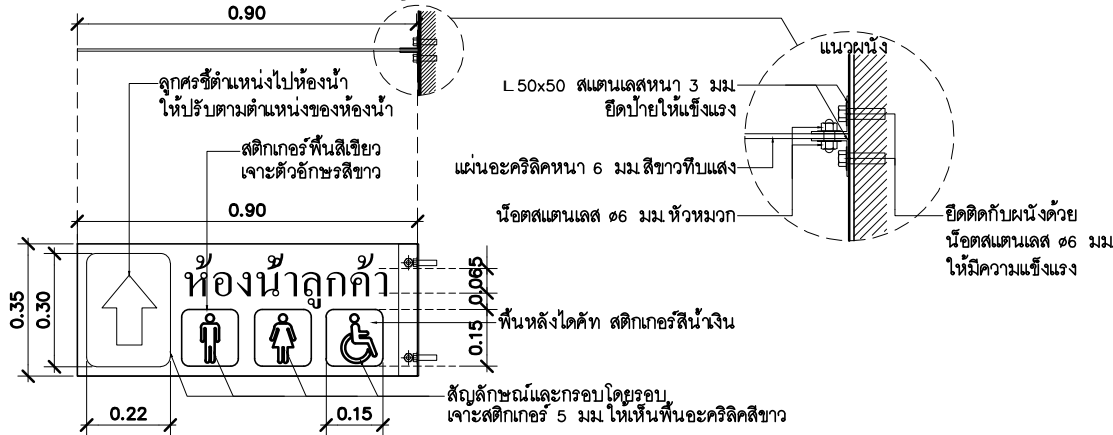 0.90
แนวผนัง
ลูกศรชี้ตำแหน่งไปห้องน้ำ
ให้ปรับตามตำแหน่งของห้องน้ำ
L 50x50 สแตนเลสหนา 3 มม.
ยึดป้ายให้แข็งแรง
สติกเกอร์พื้นสีเขียว
เจาะตัวอักษรสีขาว
แผ่นอะคริลิคหนา 6 มม. สีขาวทึบแสง
0.90
น็อตสแตนเลส ø6 มม. หัวหมวก
ยึดติดกับผนังด้วย
น็อตสแตนเลส ø6 มม
ให้มีความแข็งแรง
0.35
0.30
ห้องน้ำลูกค้า
0.065
0.15
พื้นหลังไดคัท สติกเกอร์สีน้ำเงิน
0.22
0.15
สัญลักษณ์และกรอบโดยรอบ
เจาะสติกเกอร์ 5 มม. ให้เห็นพื้นอะคริลิคสีขาว